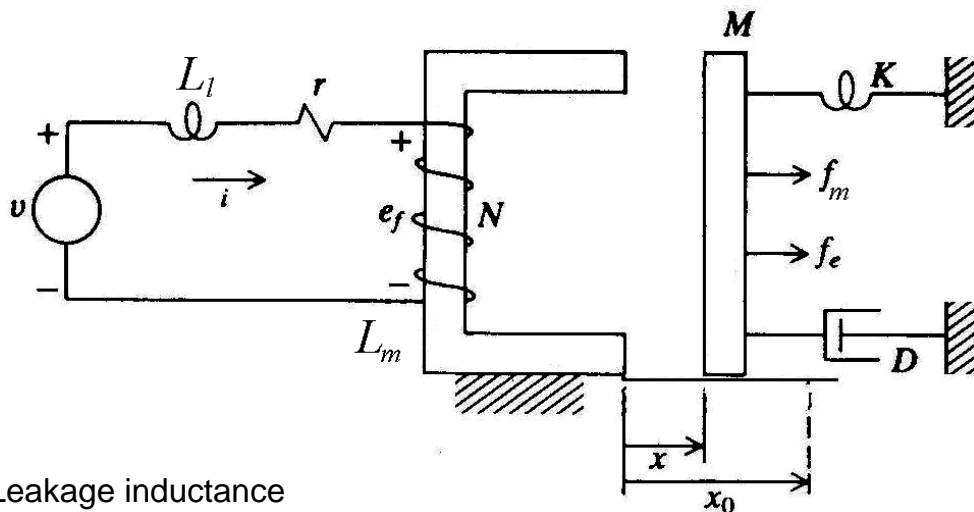 M
L_l
r
K
+
+
i
υ
e_f
N
f_m
f_e
−
−
L_m
D
x
Leakage inductance
x_0